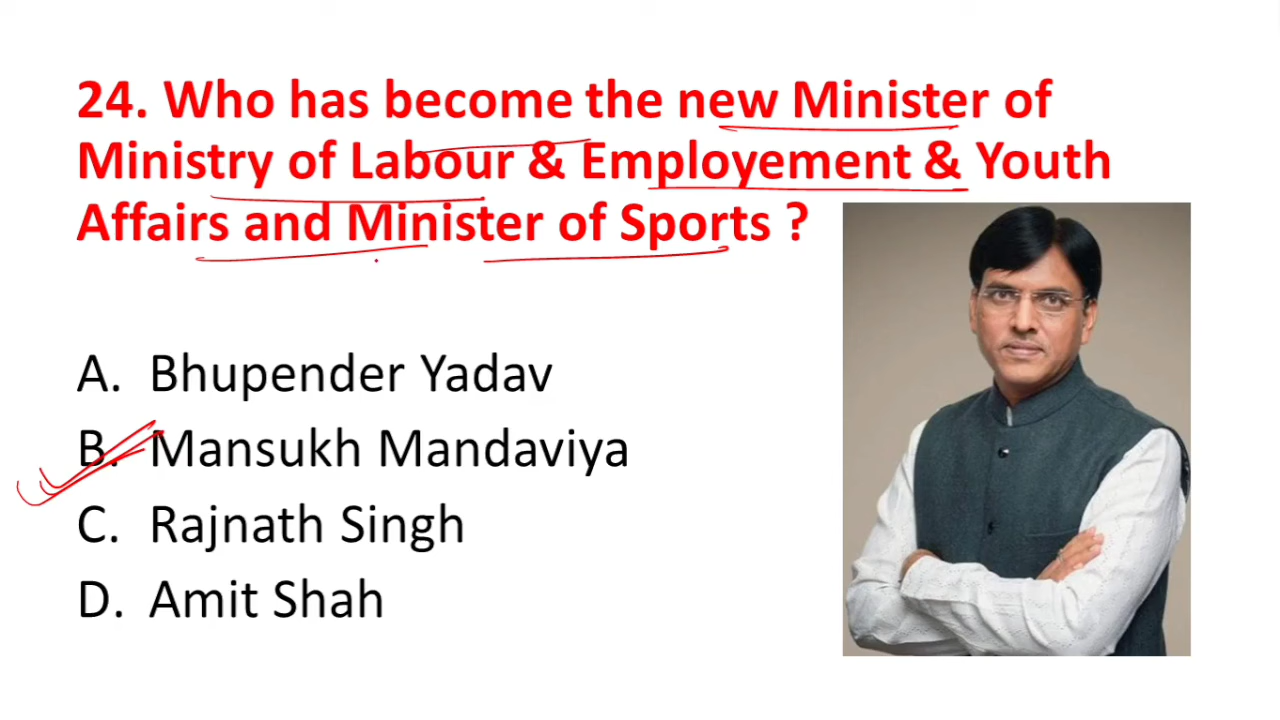 24. Who has become the new Minister of
Ministry of Labour & Employement & Youth
Affairs and Minister of Sports ?
A. Bhupender Yadav
B. Mansukh Mandaviya
C. Rajnath Singh
D. Amit Shah